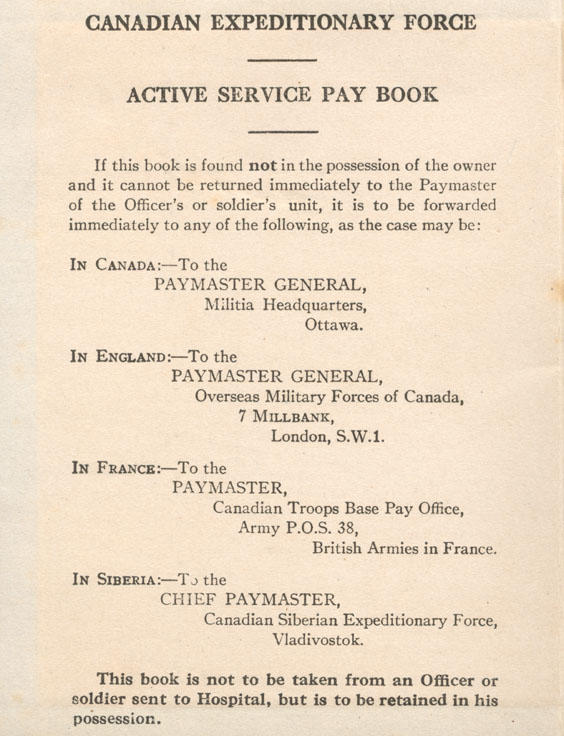 CANADIAN EXPEDITIONARY FORCE
ACTIVE SERVICE PAY BOOK
If this book is found not in the possession of the owner
and it cannot be returned immediately to the Paymaster
of the Officer's or soldier's unit, it is to be forwarded
immediately to any of the following, as the case may be:
IN CANADA:—To the
PAYMASTER GENERAL,
Militia Headquarters,
Ottawa.
IN ENGLAND:—To the
PAYMASTER GENERAL,
Overseas Military Forces of Canada,
7 MILLBANK,
London, S.W.1.
IN FRANCE:—To the
PAYMASTER,
Canadian Troops Base Pay Office,
Army P.O.S. 38,
British Armies in France.
IN SIBERIA:—To the
CHIEF PAYMASTER,
Canadian Siberian Expeditionary Force,
Vladivostok.
This book is not to be taken from an Officer or
soldier sent to Hospital, but is to be retained in his
possession.